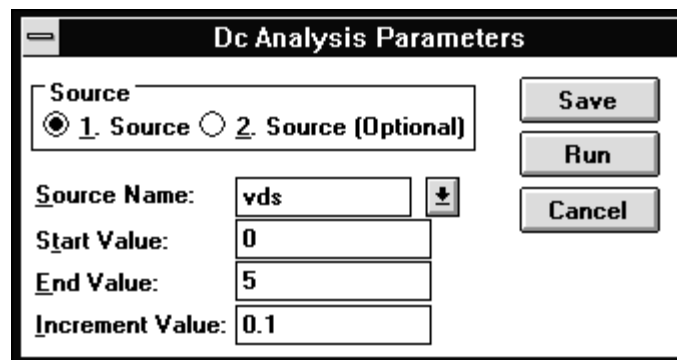 Dc Analysis Parameters
Source
1. Source 2. Source (Optional)
Save
Run
Cancel
Source Name: vds
Start Value: 0
End Value: 5
Increment Value: 0.1